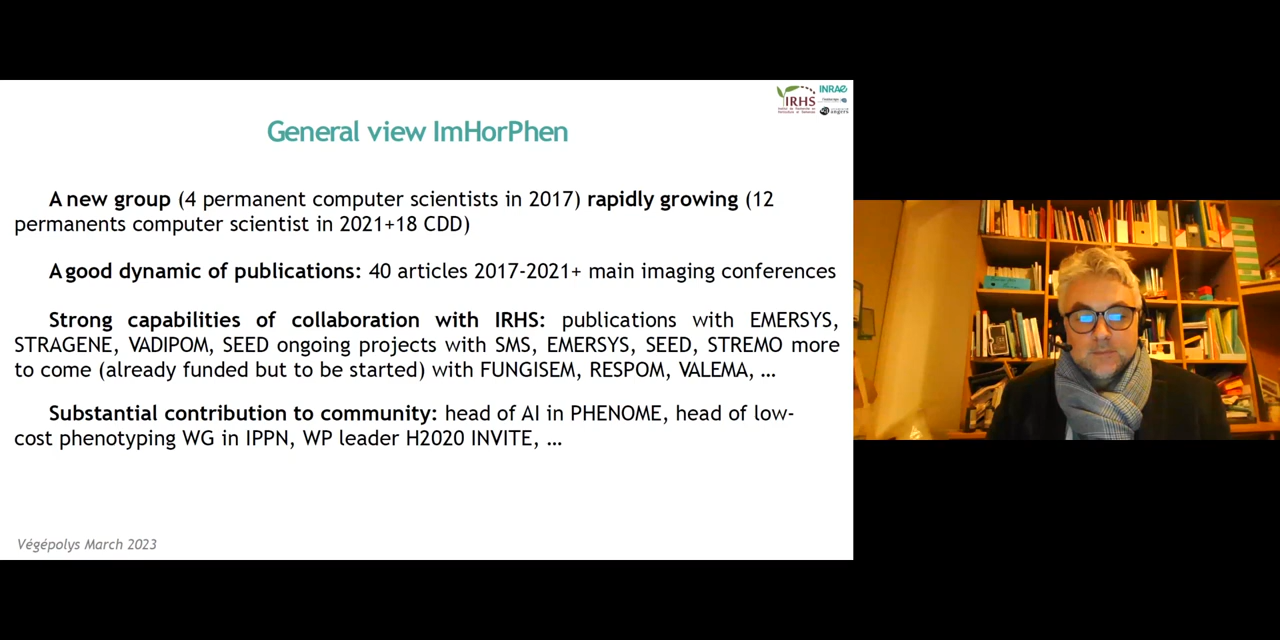 IRHS
INRAE
angers
General view ImHorPhen
A new group (4 permanent computer scientists in 2017) rapidly growing (12
permanents computer scientist in 2021+18 CDD)
A good dynamic of publications: 40 articles 2017-2021+ main imaging conferences
Strong capabilities of collaboration with IRHS: publications with EMERSYS,
STRAGENE, VADIPOM, SEED ongoing projects with SMS, EMERSYS, SEED, STREMO more
to come (already funded but to be started) with FUNGISEM, RESPOM, VALEMA, ...
Substantial contribution to community: head of AI in PHENOME, head of low-
cost phenotyping WG in IPPN, WP leader H2020 INVITE, ...
Végépolys March 2023